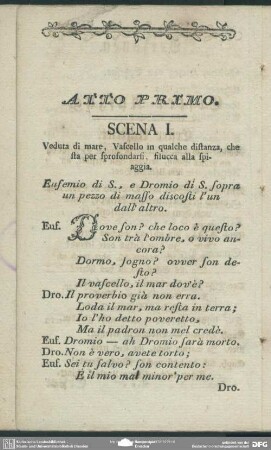 ATTO PRIMO.
SCENA I.
Veduta di mare, Vascello in qualche distanza, che
sta per sprofondarsi, filucca alla spi-
aggia.
Eufemio di S., e Dromio di S. sopra
un pezzo di masso discosti l'un
dall'altro.
Euf. Dove son? che loco è questo?
Son trà l'ombre, o vivo an-
cora?
Dormo, sogno? ovver son de-
sto?
Il vascello, il mar dov'è?
Dro. Il proverbio già non erra.
Loda il mar, ma resta in terra;
Io l'hò detto poveretto,
Ma il padron non mel credè.
Euf. Dromio — ah Dromio sarà morto.
Dro. Non è vero, avete torto;
Euf. Sei tu salvo? son contento:
E il mio mal minor per me.
Dro.